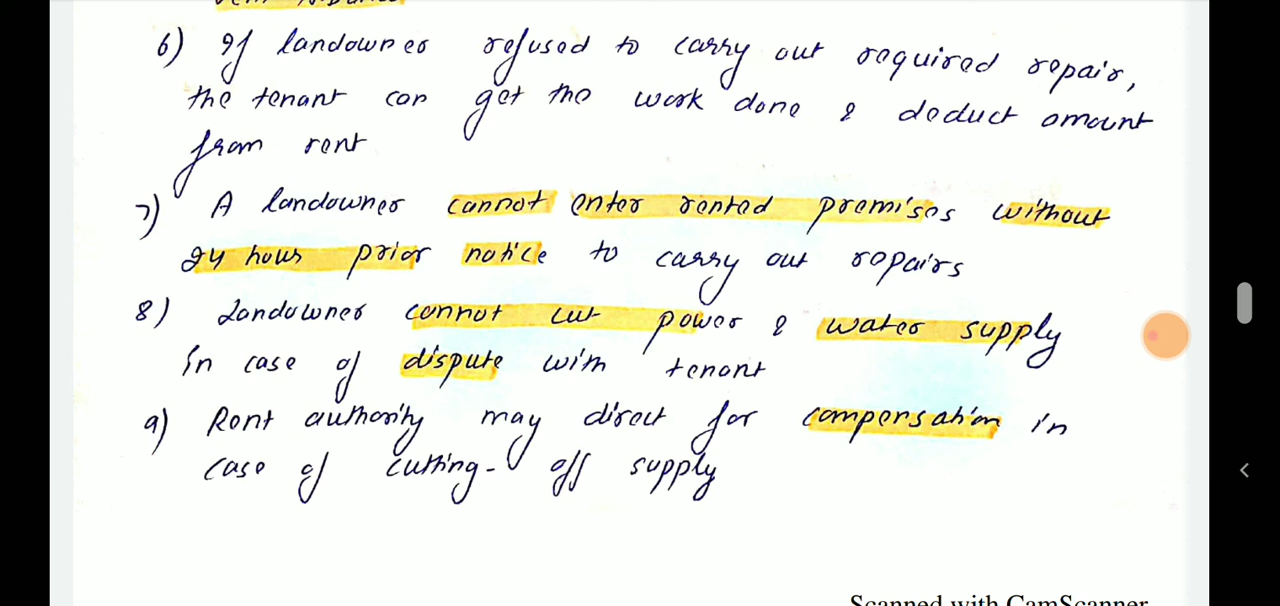 6) If landowner refused to carry out required repair,
the tenant can get the work done & deduct amount
from rent
7) A landowner cannot enter rented premises without
24 hour prior notice to carry out repairs
8) Landowner cannot cut power & water supply
in case of dispute with tenant
9) Rent authority may direct for compensation in
case of cutting-off supply
Scanned with CamScanner